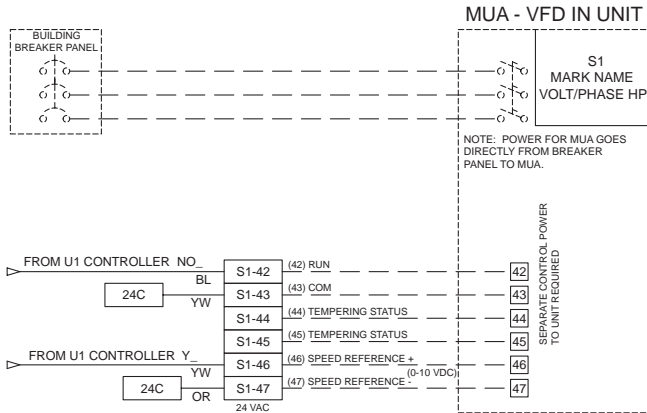 MUA - VFD IN UNIT
BUILDING
BREAKER PANEL
S1
MARK NAME
VOLT/PHASE HP
NOTE: POWER FOR MUA GOES
DIRECTLY FROM BREAKER
PANEL TO MUA.
SEPARATE CONTROL POWER
TO UNIT REQUIRED
FROM U1 CONTROLLER NO_
BL
S1-42
(42) RUN
42
24C
YW
S1-43
(43) COM
43
S1-44
(44) TEMPERING STATUS
44
S1-45
(45) TEMPERING STATUS
45
FROM U1 CONTROLLER Y_
YW
S1-46
(46) SPEED REFERENCE +
(0-10 VDC)
46
24C
OR
S1-47
(47) SPEED REFERENCE -
47
24 VAC